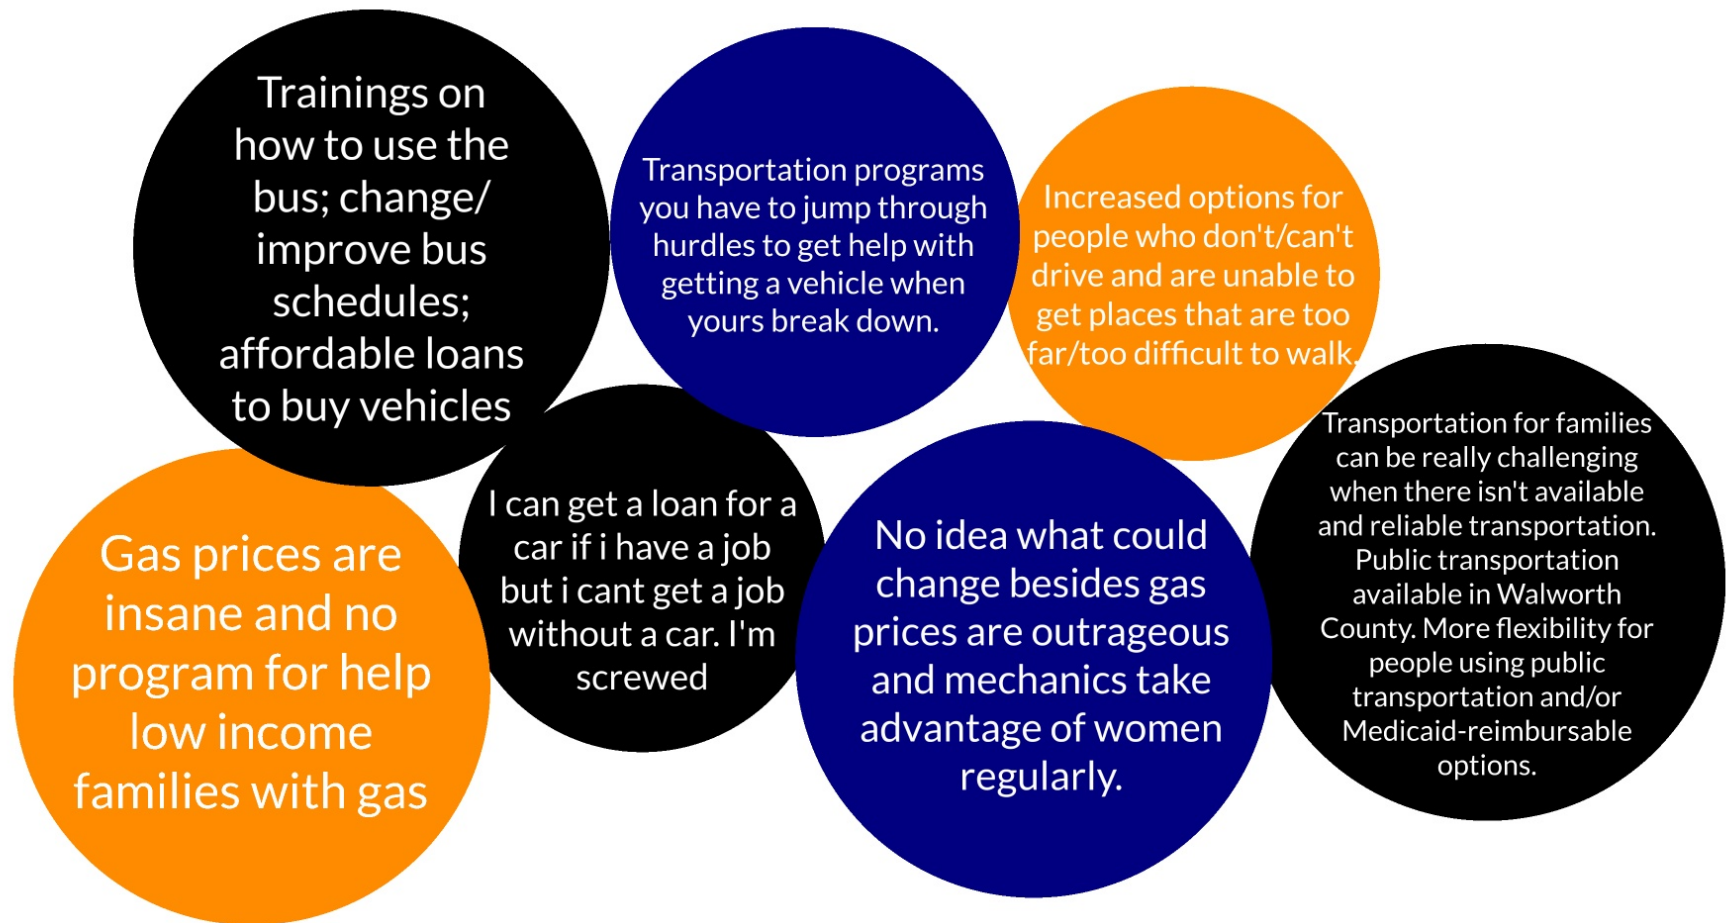 Trainings on
how to use the
bus; change/
improve bus
schedules;
affordable loans
to buy vehicles
Transportation programs
you have to jump through
hurdles to get help with
getting a vehicle when
yours break down.
Increased options for
people who don't/can't
drive and are unable to
get places that are too
far/too difficult to walk.
Gas prices are
insane and no
program for help
low income
families with gas
I can get a loan for a
car if i have a job
but i cant get a job
without a car. I'm
screwed
No idea what could
change besides gas
prices are outrageous
and mechanics take
advantage of women
regularly.
Transportation for families
can be really challenging
when there isn't available
and reliable transportation.
Public transportation
available in Walworth
County. More flexibility for
people using public
transportation and/or
Medicaid-reimbursable
options.